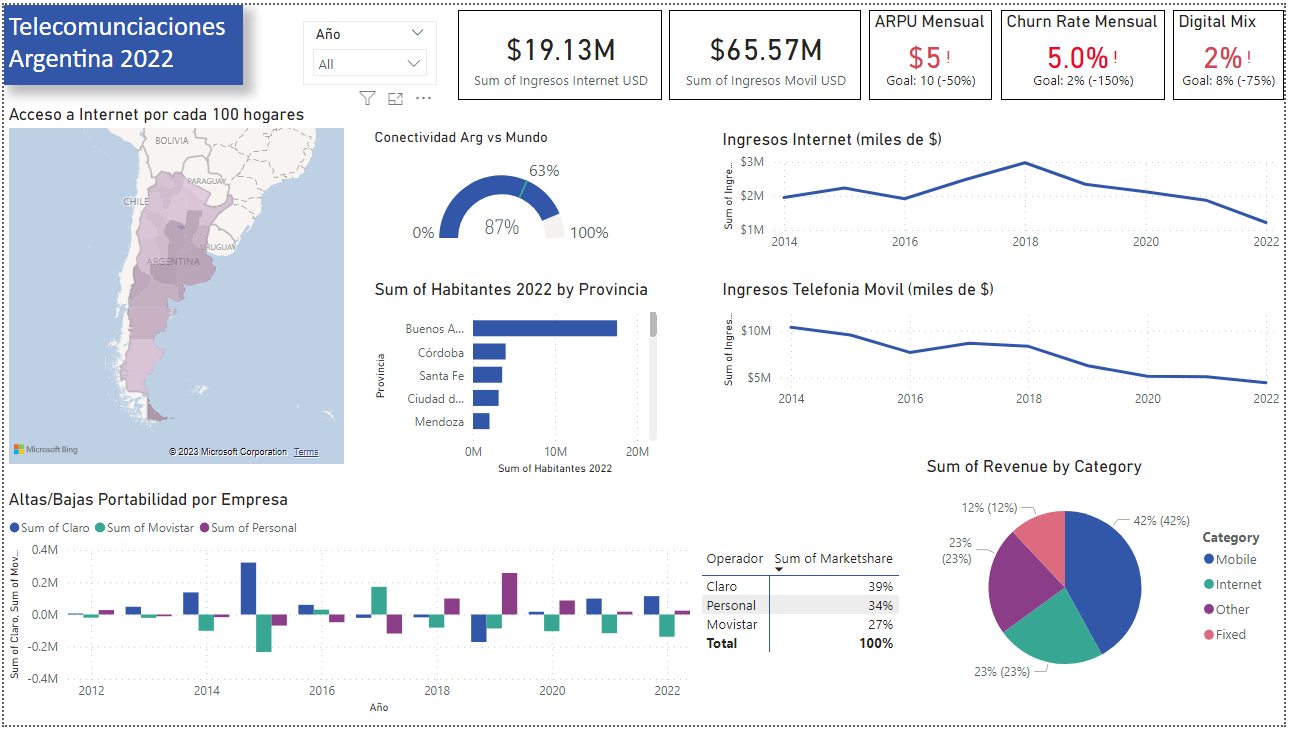 Telecomunciaciones
Argentina 2022
Año
All
$19.13M
Sum of Ingresos Internet USD
$65.57M
Sum of Ingresos Movil USD
ARPU Mensual
$5!
Goal: 10 (-50%)
Churn Rate Mensual
5.0%!
Goal: 2% (-150%)
Digital Mix
2%!
Goal: 8% (-75%)
Acceso a Internet por cada 100 hogares
BOLIVIA
PARAGUAY
CHILE
URUGUAY
ARGENTINA
Microsoft Bing
© 2023 Microsoft Corporation Terms
Conectividad Arg vs Mundo
63%
0%
87%
100%
Ingresos Internet (miles de $)
Sum of Ingre...
$3M
$2M
$1M
2014
2016
2018
2020
2022
Sum of Habitantes 2022 by Provincia
Provincia
Buenos A...
Córdoba
Santa Fe
Ciudad d...
Mendoza
0M
10M
20M
Sum of Habitantes 2022
Ingresos Telefonia Movil (miles de $)
Sum of Ingres...
$10M
$5M
2014
2016
2018
2020
2022
Altas/Bajas Portabilidad por Empresa
Sum of Claro Sum of Movistar Sum of Personal
Sum of Claro, Sum of Mov...
0.4M
0.2M
0.0M
-0.2M
-0.4M
2012
2014
2016
2018
2020
2022
Año
Operador Sum of Marketshare
Claro 39%
Personal 34%
Movistar 27%
Total 100%
Sum of Revenue by Category
12% (12%)
42% (42%)
23%
(23%)
23% (23%)
Category
Mobile
Internet
Other
Fixed